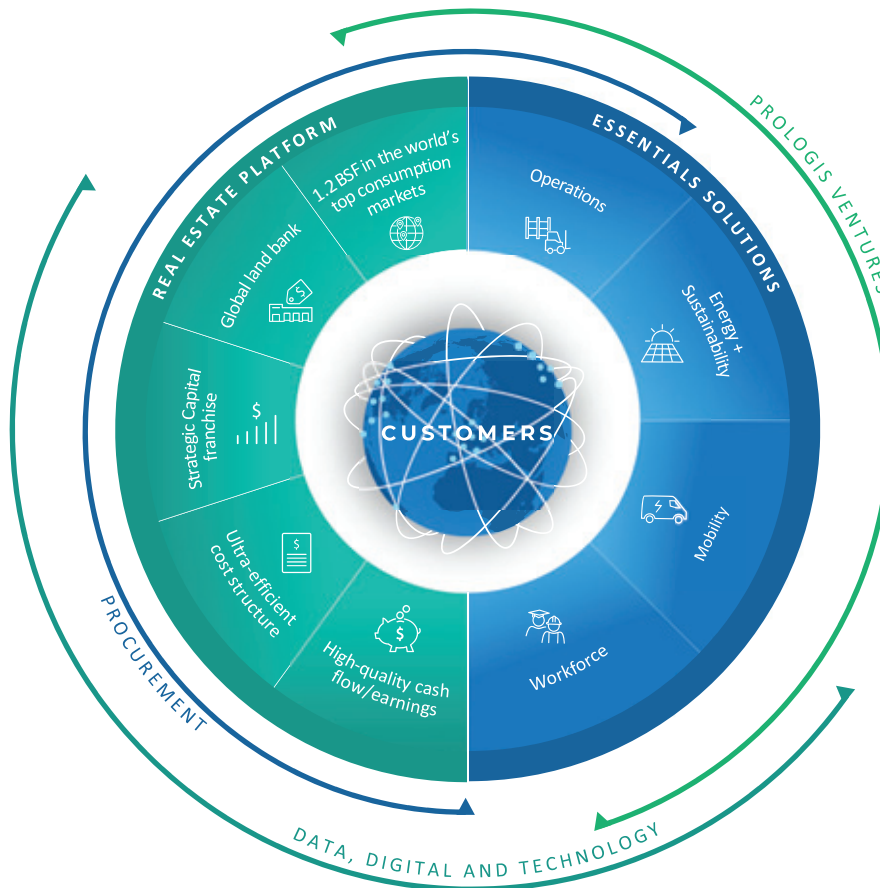 PROLOGIS VENTURES
REAL ESTATE PLATFORM
ESSENTIALS SOLUTIONS
1.2 BSF in the world's
top consumption
markets
Operations
Global land bank
$
Energy +
Sustainability
Strategic Capital
franchise
$
CUSTOMERS
Mobility
Ultra-efficient
cost structure
$
High-quality cash
flow/earnings
$
Workforce
PROCUREMENT
DATA, DIGITAL AND TECHNOLOGY